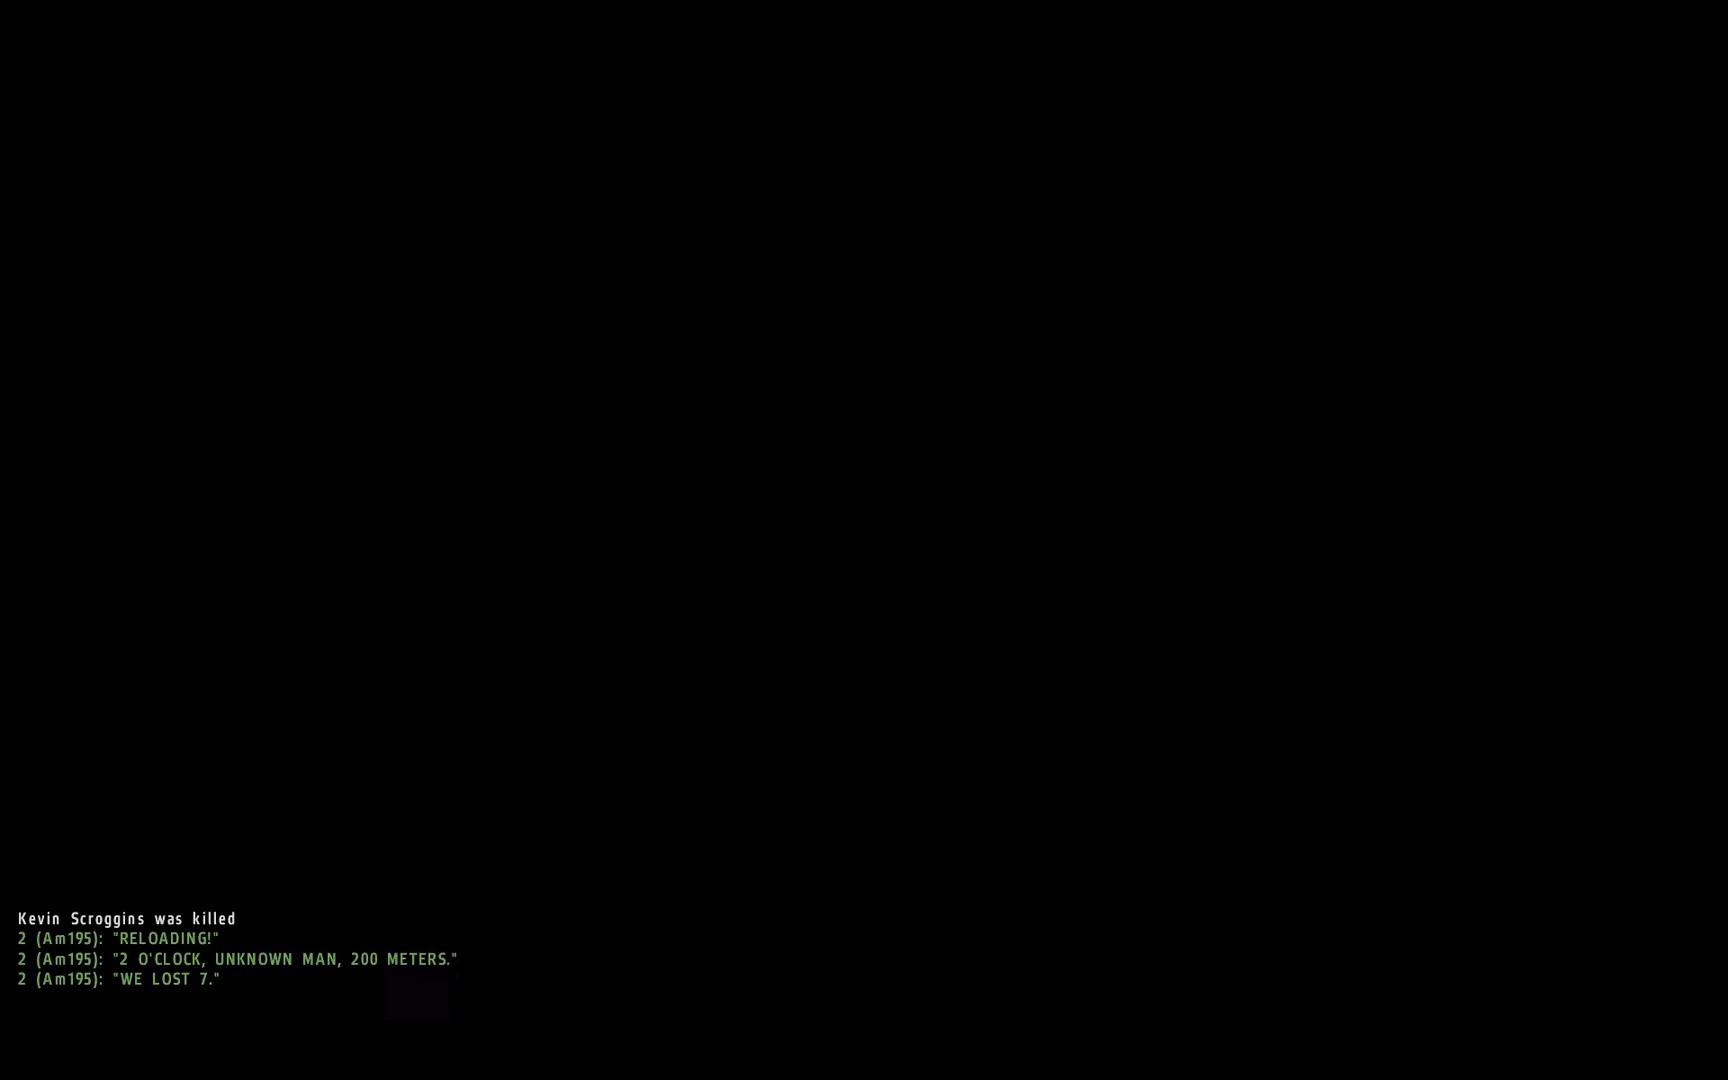 Kevin Scroggins was killed
2 (Am195): "RELOADING!"
2 (Am195): "2 O'CLOCK, UNKNOWN MAN, 200 METERS."
2 (Am195): "WE LOST 7."